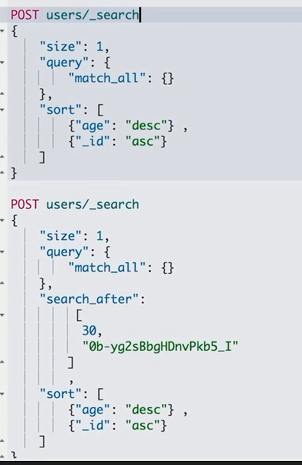 POST users/_search
{
"size": 1,
"query": {
"match_all": {}
},
"sort": [
{"age": "desc"} ,
{"_id": "asc"}
]
}
POST users/_search
{
"size": 1,
"query": {
"match_all": {}
},
"search_after":
[
30,
"0b-yg2sBbgHDnvPkb5_I"
]
,
"sort": [
{"age": "desc"} ,
{"_id": "asc"}
]
}